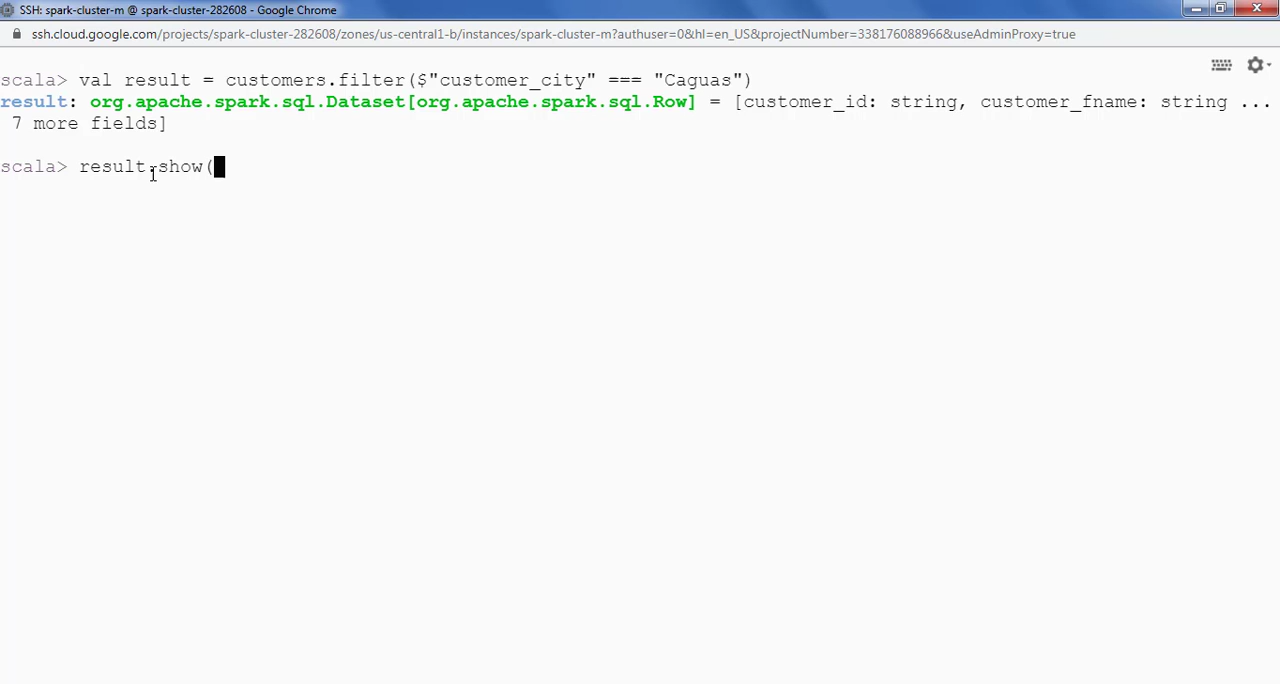 SSH: spark-cluster-m @ spark-cluster-282608 - Google Chrome
ssh.cloud.google.com/projects/spark-cluster-282608/zones/us-central1-b/instances/spark-cluster-m?authuser=0&hl=en_US&projectNumber=338176088966&useAdminProxy=true
scala> val result = customers.filter($"customer_city" === "Caguas")
result: org.apache.spark.sql.Dataset[org.apache.spark.sql.Row] = [customer_id: string, customer_fname: string ...
 7 more fields]
scala> result.show(